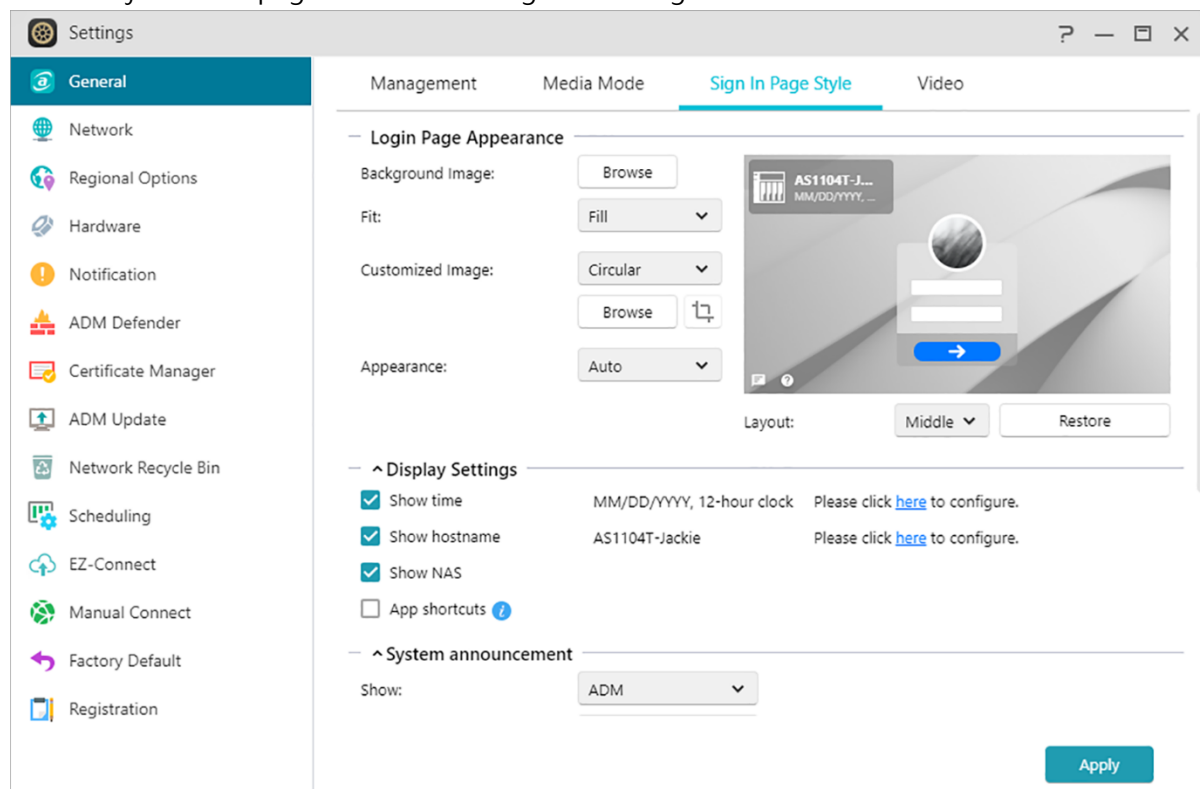 Settings
General
Network
Regional Options
Hardware
Notification
ADM Defender
Certificate Manager
ADM Update
Network Recycle Bin
Scheduling
EZ-Connect
Manual Connect
Factory Default
Registration
Management Media Mode Sign In Page Style Video
Login Page Appearance
Background Image: Browse
Fit: Fill
Customized Image: Circular
Browse
Appearance: Auto
AS1104T-J...
MM/DD/YYYY, ...
Layout: Middle Restore
Display Settings
Show time MM/DD/YYYY, 12-hour clock Please click here to configure.
Show hostname AS1104T-Jackie Please click here to configure.
Show NAS
App shortcuts
System announcement
Show: ADM
Apply